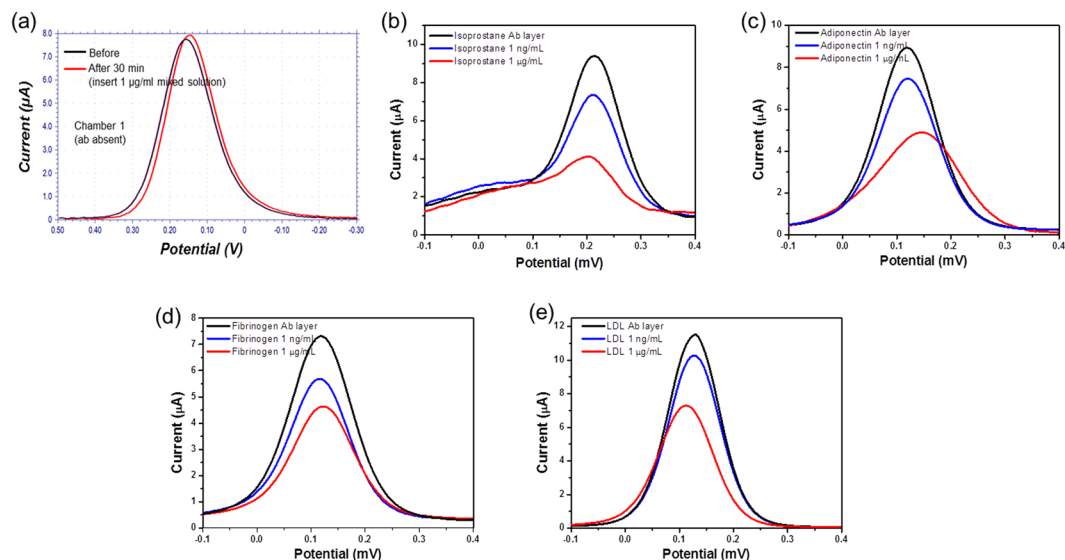 (a)
8.0
7.0
6.0
5.0
4.0
3.0
2.0
1.0
0.0
Current (µA)
Before
After 30 min
(insert 1 µg/ml mixed solution)
Chamber 1
(ab absent)
0.50 0.40 0.30 0.20 0.10 0 -0.10 -0.20 -0.30
Potential (V)
(b)
12
10
8
6
4
2
0
Current (µA)
Isoprostane Ab layer
Isoprostane 1 ng/mL
Isoprostane 1 µg/mL
-0.1 0.0 0.1 0.2 0.3 0.4
Potential (mV)
(c)
10
8
6
4
2
0
Current (µA)
Adiponectin Ab layer
Adiponectin 1 ng/mL
Adiponectin 1 µg/mL
-0.1 0.0 0.1 0.2 0.3 0.4
Potential (mV)
(d)
8
7
6
5
4
3
2
1
0
Current (µA)
Fibrinogen Ab layer
Fibrinogen 1 ng/mL
Fibrinogen 1 µg/mL
-0.1 0.0 0.1 0.2 0.3 0.4
Potential (mV)
(e)
12
10
8
6
4
2
0
Current (µA)
LDL Ab layer
LDL 1 ng/mL
LDL 1 µg/mL
-0.1 0.0 0.1 0.2 0.3 0.4
Potential (mV)